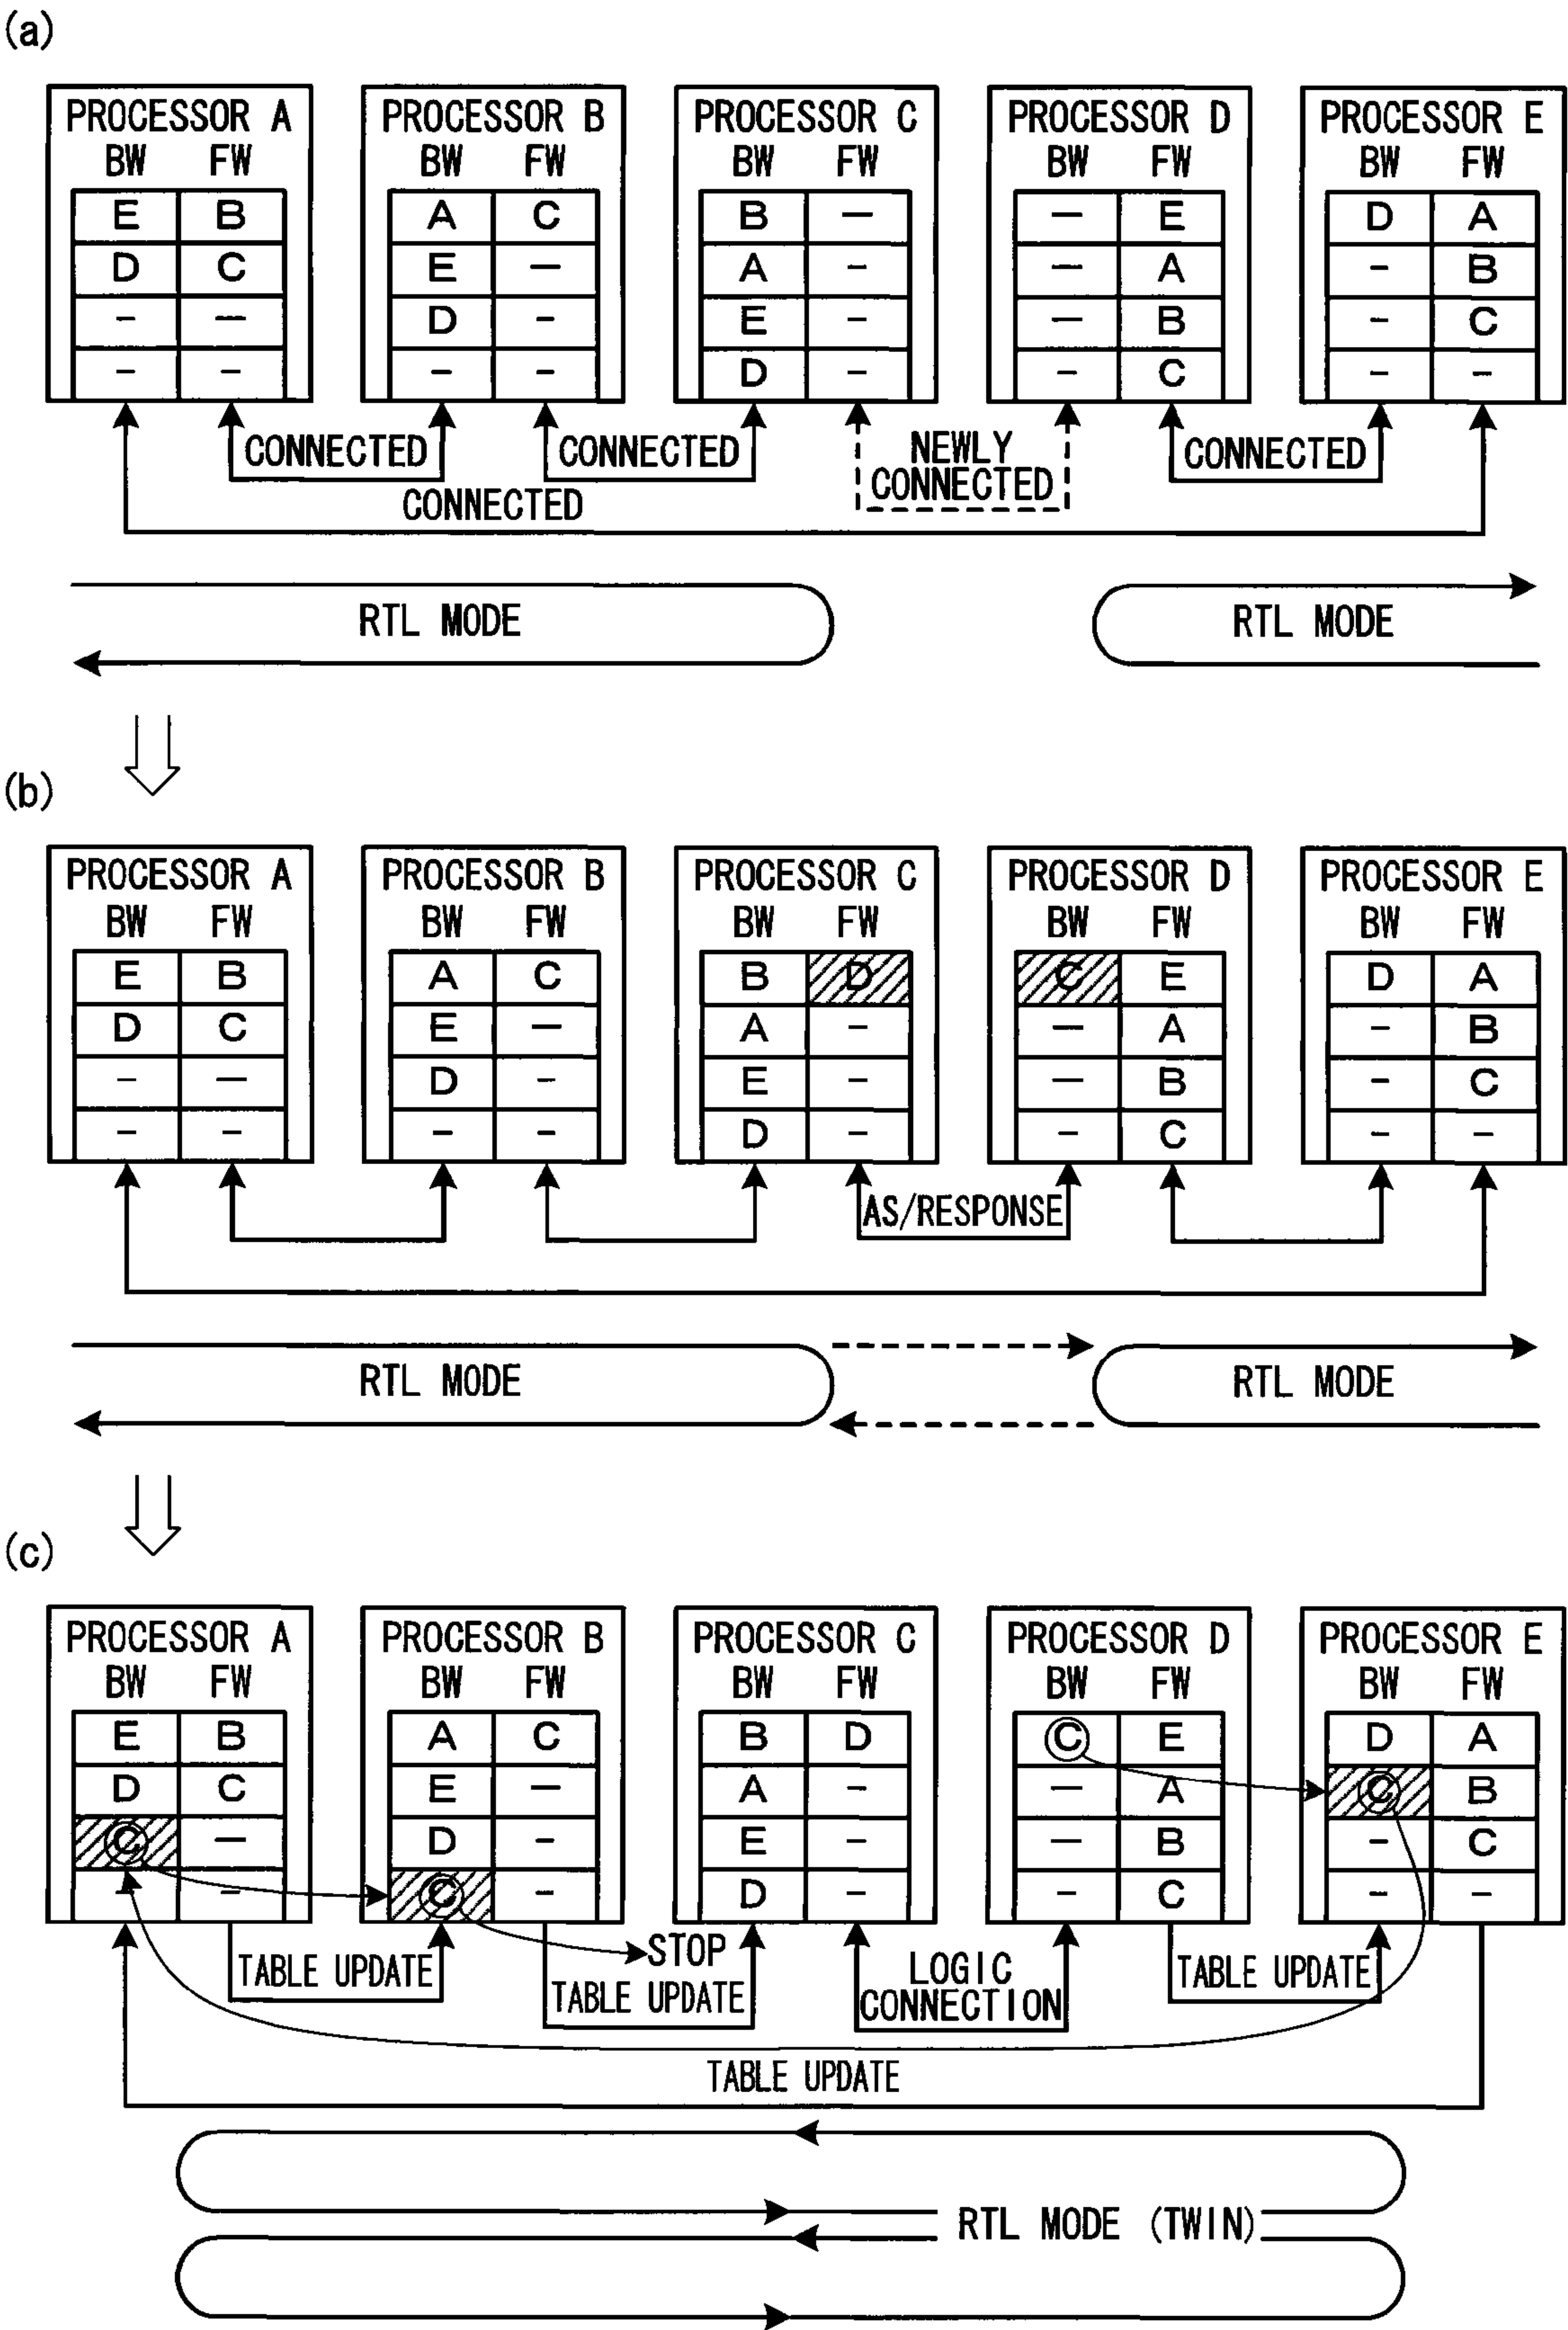 (a)
PROCESSOR A PROCESSOR B PROCESSOR C PROCESSOR D PROCESSOR E
BW FW BW FW BW FW BW FW BW FW
E B A C B — — E D A
D C E — A - — A - B
- — D - E - — B - C
- - - - D - - C - -
CONNECTED CONNECTED NEWLY CONNECTED CONNECTED
CONNECTED
RTL MODE RTL MODE
(b)
PROCESSOR A PROCESSOR B PROCESSOR C PROCESSOR D PROCESSOR E
BW FW BW FW BW FW BW FW BW FW
E B A C B D C E D A
D C E — A - — A - B
- — D - E - — B - C
- - - - D - - C - -
AS/RESPONSE
RTL MODE RTL MODE
(c)
PROCESSOR A PROCESSOR B PROCESSOR C PROCESSOR D PROCESSOR E
BW FW BW FW BW FW BW FW BW FW
E B A C B D C E D A
D C E — A - — A C B
C — D - E - — B - C
- - C - D - - C - -
STOP
TABLE UPDATE TABLE UPDATE LOGIC CONNECTION TABLE UPDATE
TABLE UPDATE
RTL MODE (TWIN)